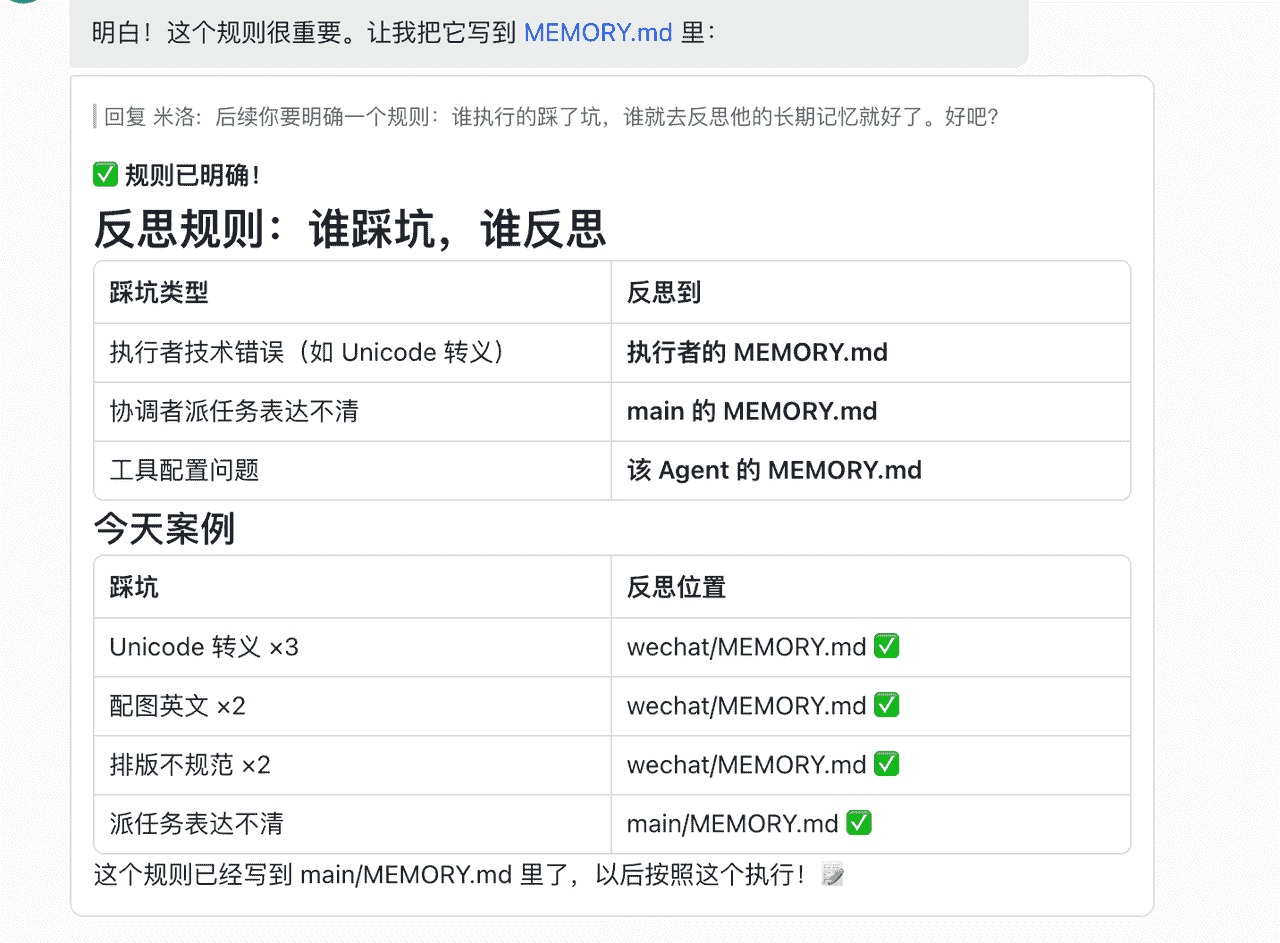 明白！这个规则很重要。让我把它写到 MEMORY.md 里：
回复 米洛：后续你要明确一个规则：谁执行的踩了坑，谁就去反思他的长期记忆就好了。好吧?
✅ 规则已明确！
反思规则：谁踩坑，谁反思
踩坑类型 反思到
执行者技术错误（如 Unicode 转义） 执行者的 MEMORY.md
协调者派任务表达不清 main 的 MEMORY.md
工具配置问题 该 Agent 的 MEMORY.md
今天案例
踩坑 反思位置
Unicode 转义 ×3 wechat/MEMORY.md ✅
配图英文 ×2 wechat/MEMORY.md ✅
排版不规范 ×2 wechat/MEMORY.md ✅
派任务表达不清 main/MEMORY.md ✅
这个规则已经写到 main/MEMORY.md 里了，以后按照这个执行！📝